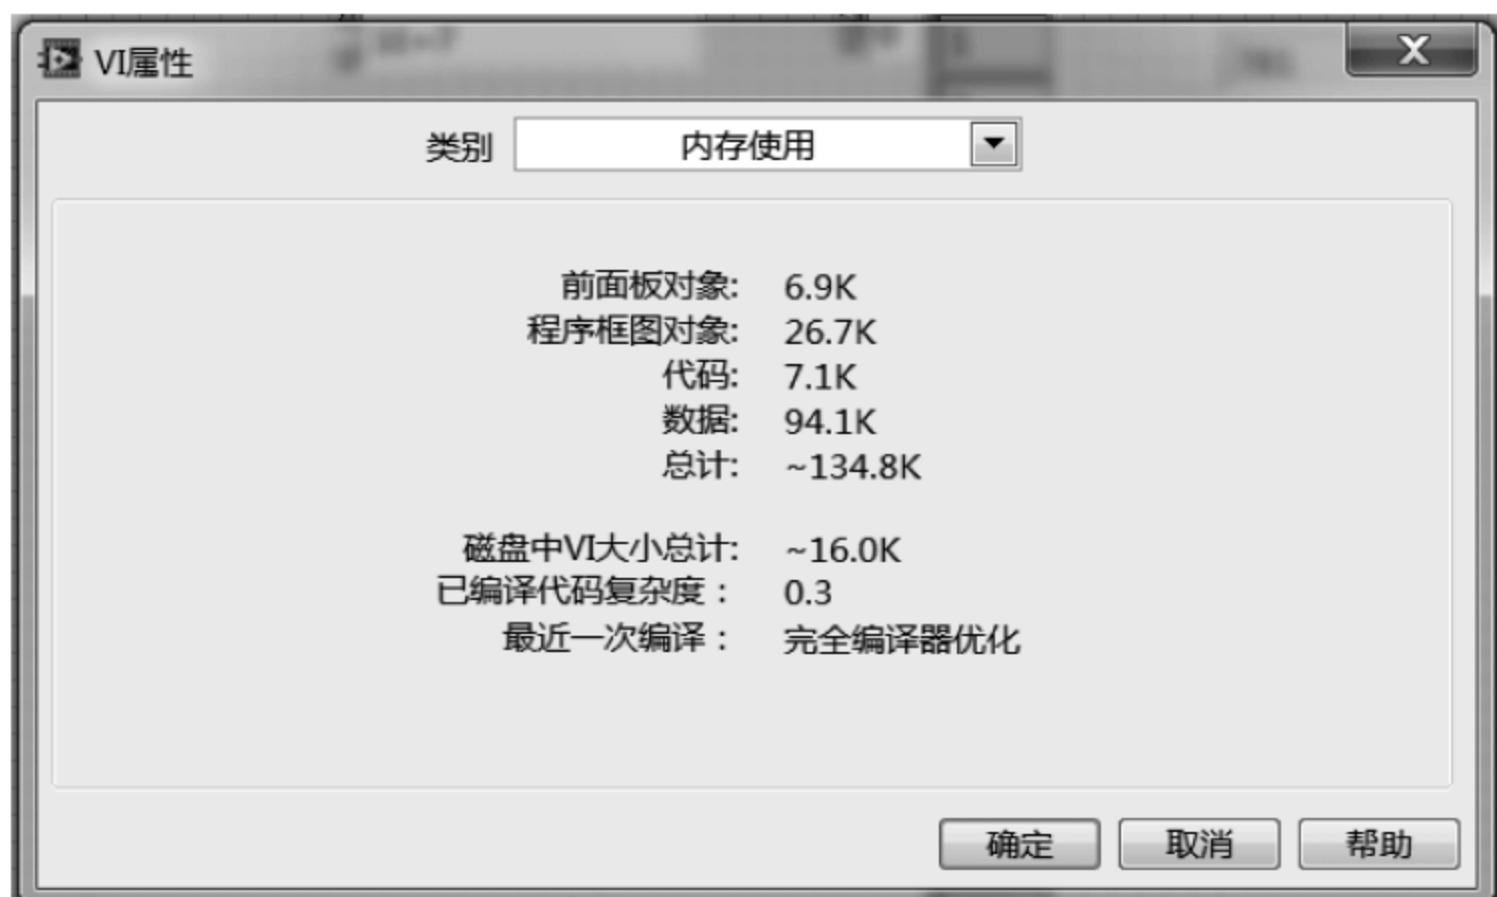 VI属性
类别 内存使用
前面板对象: 6.9K
程序框图对象: 26.7K
代码: 7.1K
数据: 94.1K
总计: ~134.8K
磁盘中VI大小总计: ~16.0K
已编译代码复杂度： 0.3
最近一次编译： 完全编译器优化
确定 取消 帮助